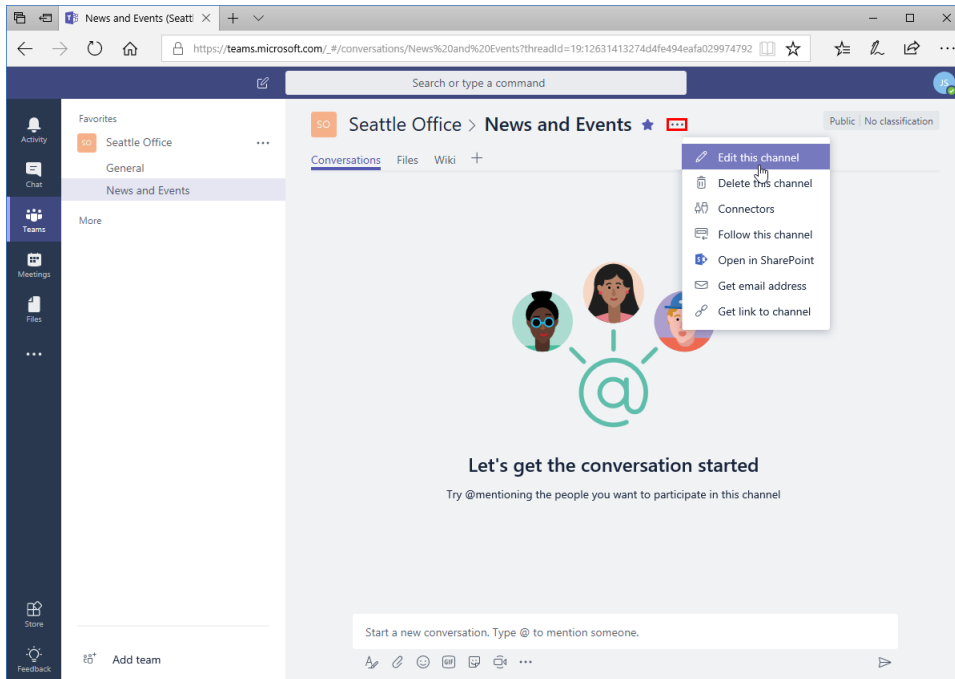 News and Events (Seattl
https://teams.microsoft.com/_#/conversations/News%20and%20Events?threadId=19:12631413274d4fe494eafa029974792
Search or type a command
JS
Activity
Chat
Teams
Meetings
Files
Store
Feedback
Favorites
SO Seattle Office
General
News and Events
More
Add team
SO Seattle Office > News and Events
Public No classification
Conversations Files Wiki
Edit this channel
Delete this channel
Connectors
Follow this channel
Open in SharePoint
Get email address
Get link to channel
@
Let's get the conversation started
Try @mentioning the people you want to participate in this channel
Start a new conversation. Type @ to mention someone.
GIF